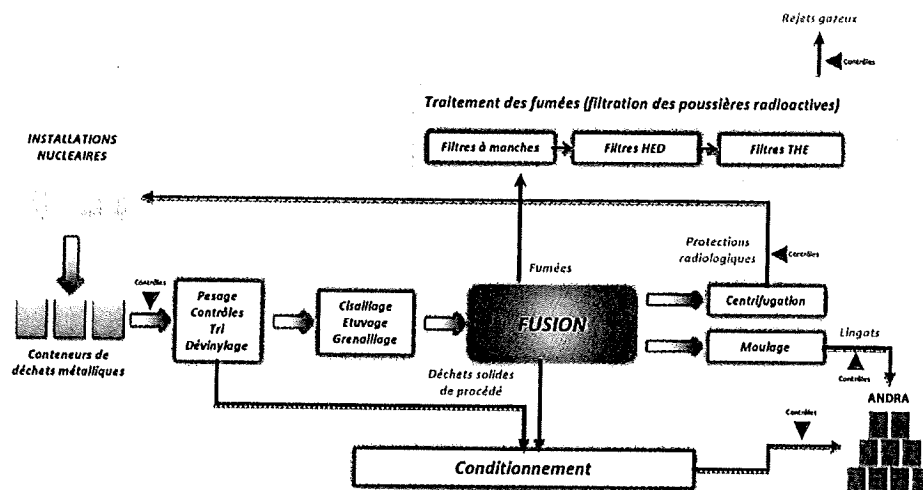 Rejets gazeux
Contrôles
Traitement des fumées (filtration des poussières radioactives)
INSTALLATIONS
NUCLEAIRES
Filtres à manches
Filtres HED
Filtres THE
Protections
radiologiques
Contrôles
Fumées
Contrôles
Pesage
Contrôles
Tri
Dévinylage
Cisaillage
Etuvage
Grenaillage
FUSION
Centrifugation
Moulage
Lingots
Contrôles
Conteneurs de
déchets métalliques
Déchets solides
de procédé
ANDRA
Contrôles
Conditionnement